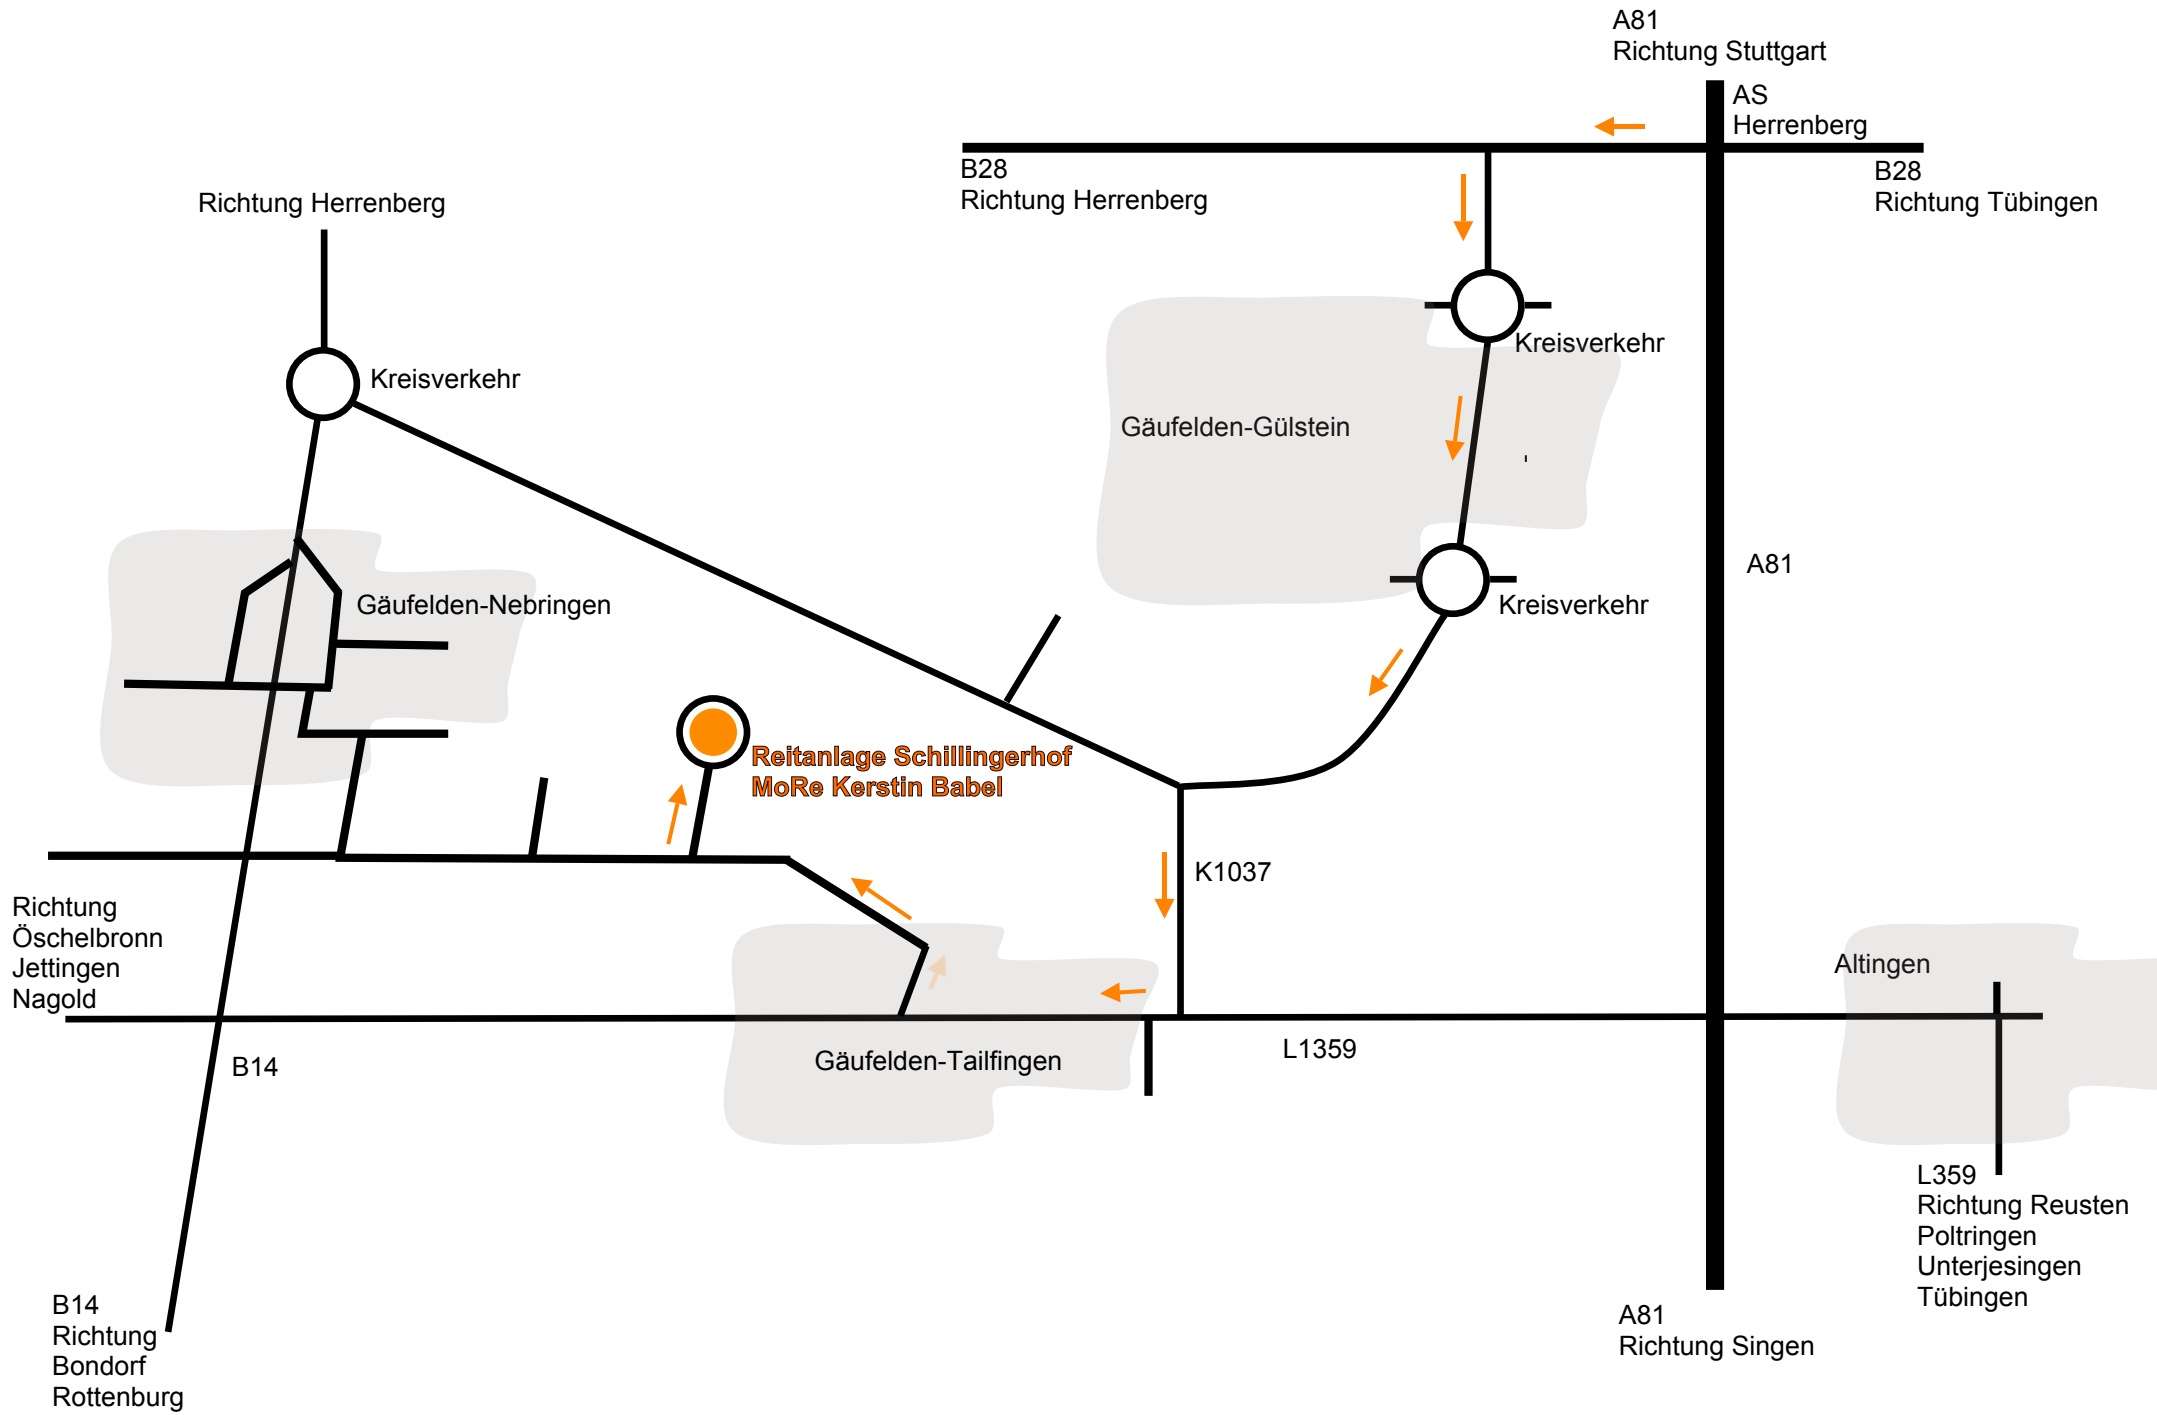 A81
Richtung Stuttgart
AS
Herrenberg
B28
Richtung Herrenberg
B28
Richtung Tübingen
Richtung Herrenberg
Kreisverkehr
Kreisverkehr
Gäufelden-Gülstein
A81
Gäufelden-Nebringen
Kreisverkehr
Reitanlage Schillingerhof
MoRe Kerstin Babel
K1037
Richtung
Öschelbronn
Jettingen
Nagold
Altingen
B14
Gäufelden-Tailfingen
L1359
L359
Richtung Reusten
Poltringen
Unterjesingen
Tübingen
B14
Richtung
Bondorf
Rottenburg
A81
Richtung Singen